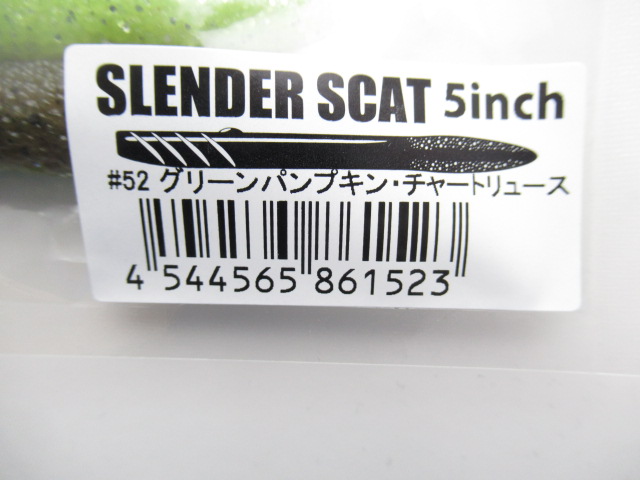 SLENDER SCAT 5inch
#52 グリーンパンプキン・チャートリュース
4 544565 861523